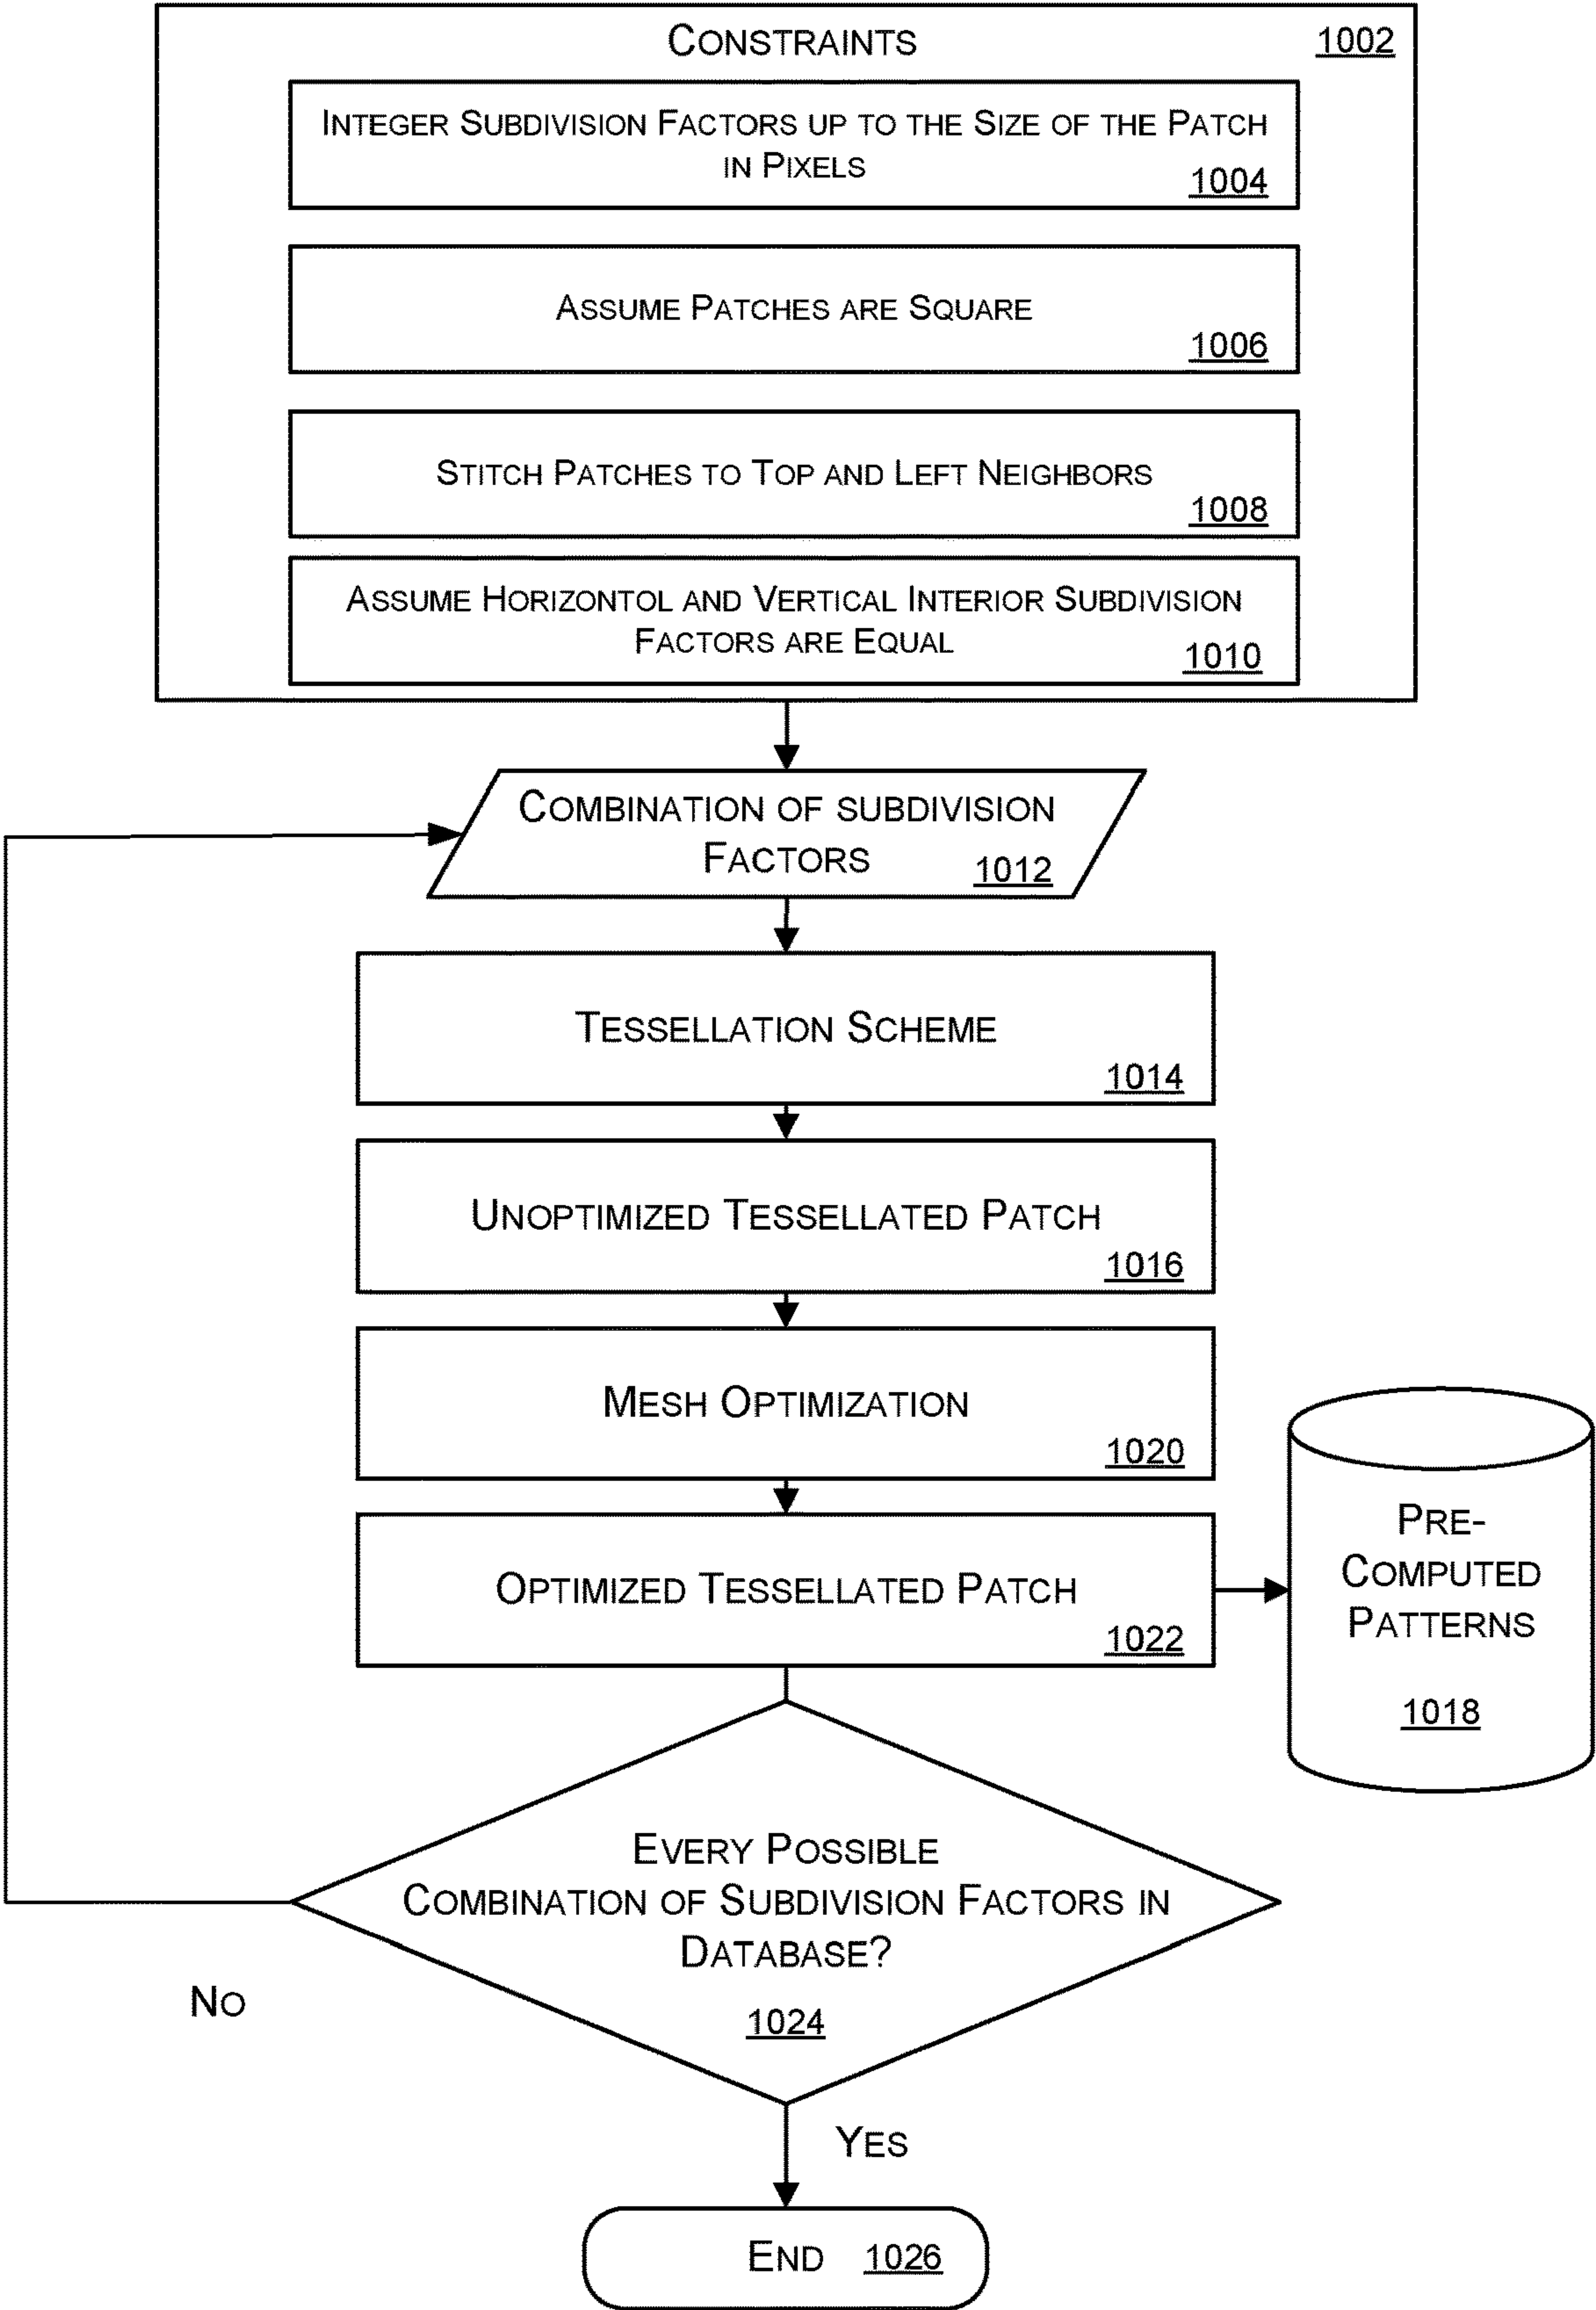 CONSTRAINTS 1002
INTEGER SUBDIVISION FACTORS UP TO THE SIZE OF THE PATCH
IN PIXELS
1004
ASSUME PATCHES ARE SQUARE
1006
STITCH PATCHES TO TOP AND LEFT NEIGHBORS
1008
ASSUME HORIZONTOL AND VERTICAL INTERIOR SUBDIVISION
FACTORS ARE EQUAL
1010
COMBINATION OF SUBDIVISION
FACTORS
1012
TESSELLATION SCHEME
1014
UNOPTIMIZED TESSELLATED PATCH
1016
MESH OPTIMIZATION
1020
OPTIMIZED TESSELLATED PATCH
1022
PRE-
COMPUTED
PATTERNS
1018
EVERY POSSIBLE
COMBINATION OF SUBDIVISION FACTORS IN
DATABASE?
1024
NO
YES
END 1026